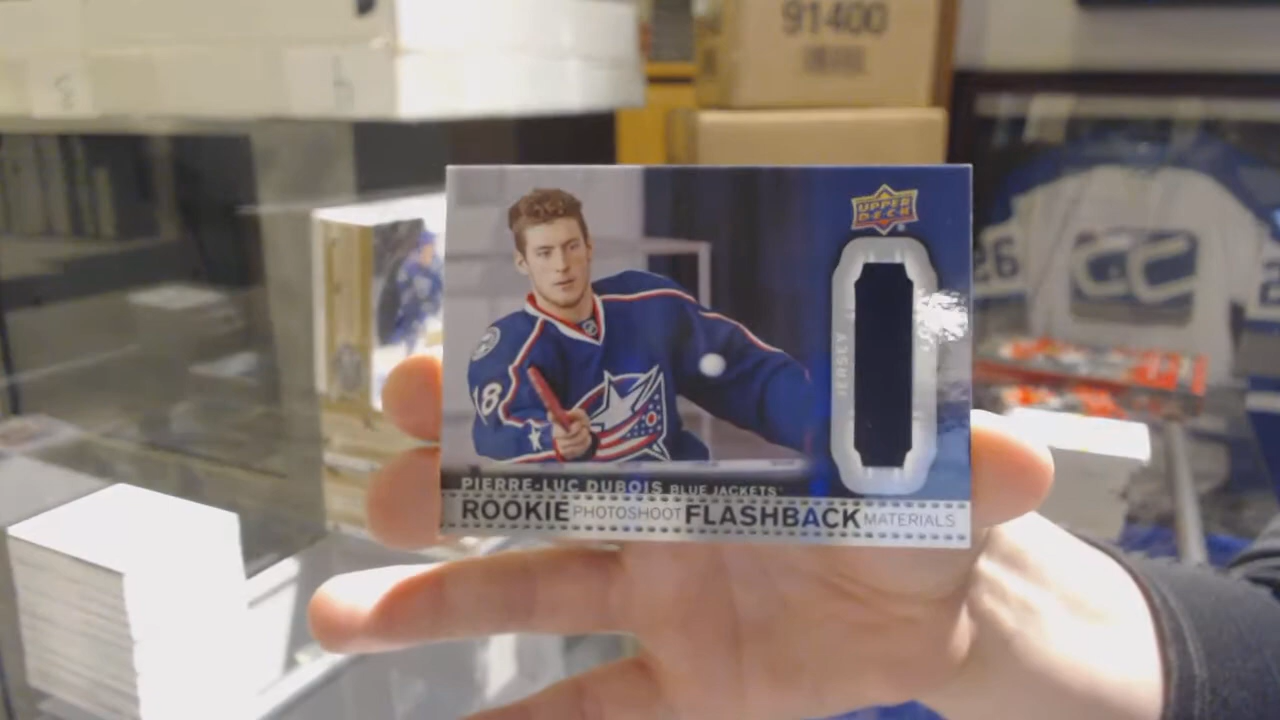 91400
UPPER
DECK
JERSEY
18
26
PIERRE-LUC DUBOIS BLUE JACKETS
ROOKIE PHOTOSHOOT FLASHBACK MATERIALS